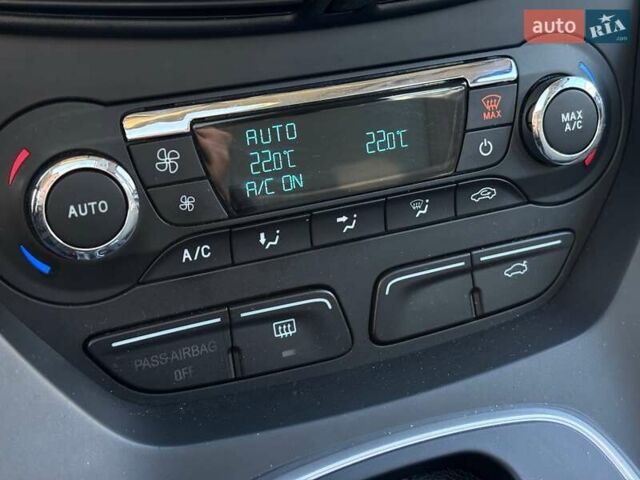 auto RIA.com
AUTO
22.0°C 22.0°C
A/C ON
MAX
MAX
A/C
AUTO
A/C
PASS-AIRBAG
OFF